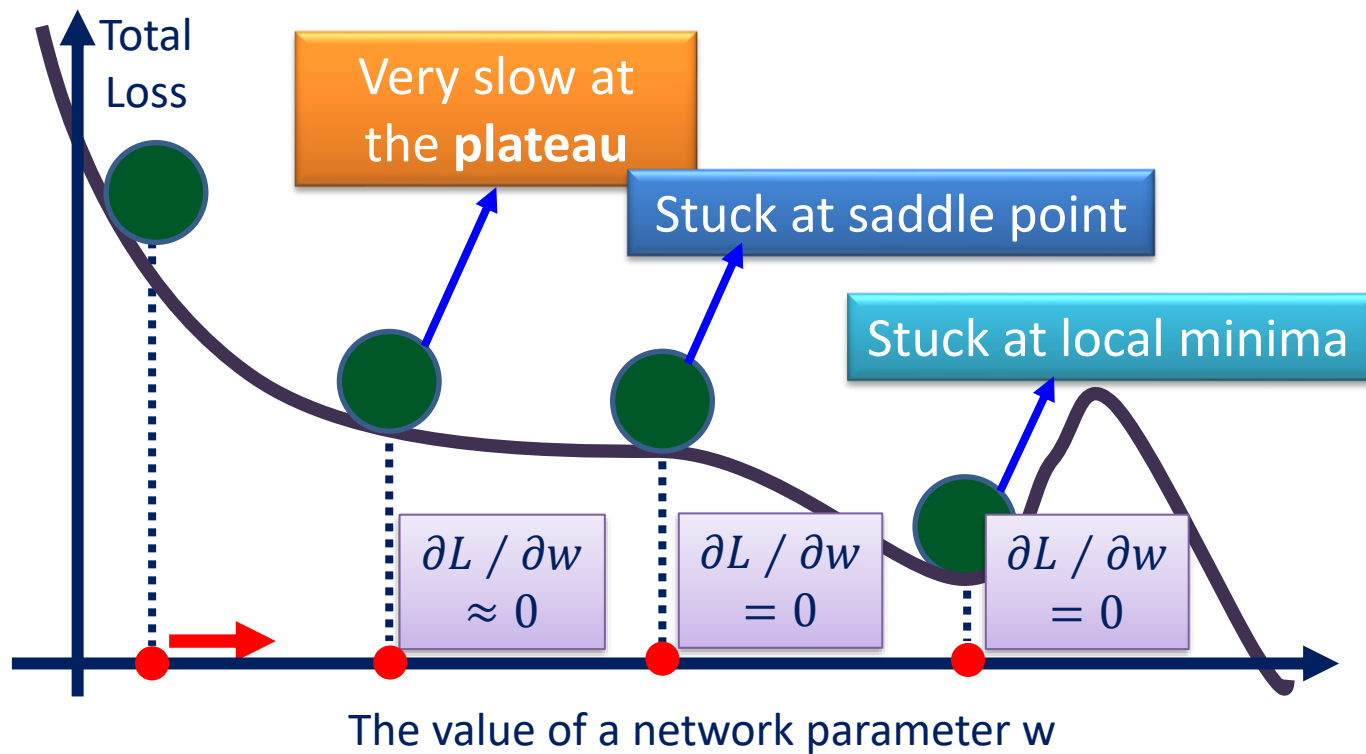 Total
Loss
Very slow at
the plateau
Stuck at saddle point
Stuck at local minima
∂L / ∂w
≈ 0
∂L / ∂w
= 0
∂L / ∂w
= 0
The value of a network parameter w